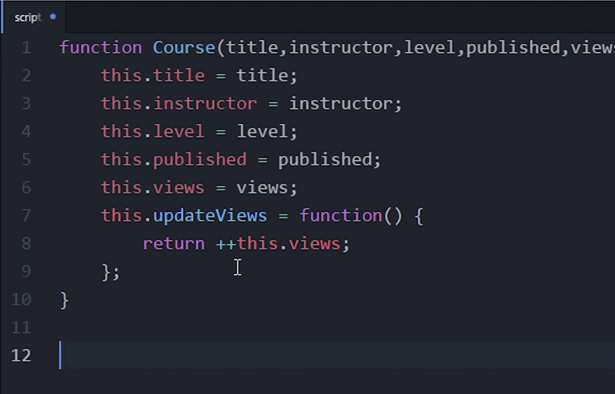 script
1 function Course(title,instructor,level,published,views
2 this.title = title;
3 this.instructor = instructor;
4 this.level = level;
5 this.published = published;
6 this.views = views;
7 this.updateViews = function() {
8 return ++this.views;
9 };
10 }
11
12